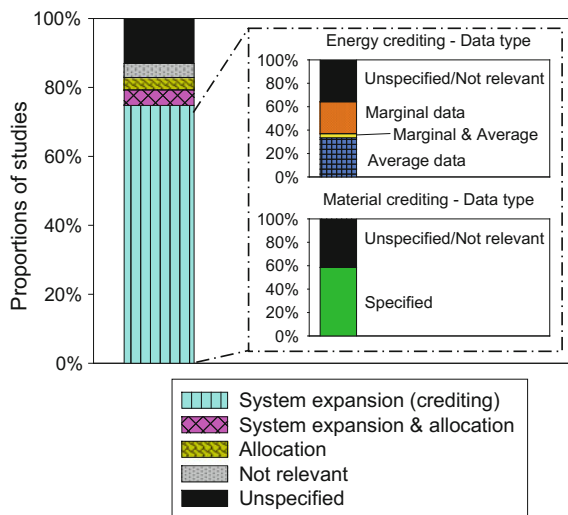 Proportions of studies
100%
80%
60%
40%
20%
0%
Energy crediting - Data type
100%
80%
60%
40%
20%
0%
Unspecified/Not relevant
Marginal data
Marginal & Average
Average data
Material crediting - Data type
100%
80%
60%
40%
20%
0%
Unspecified/Not relevant
Specified
System expansion (crediting)
System expansion & allocation
Allocation
Not relevant
Unspecified